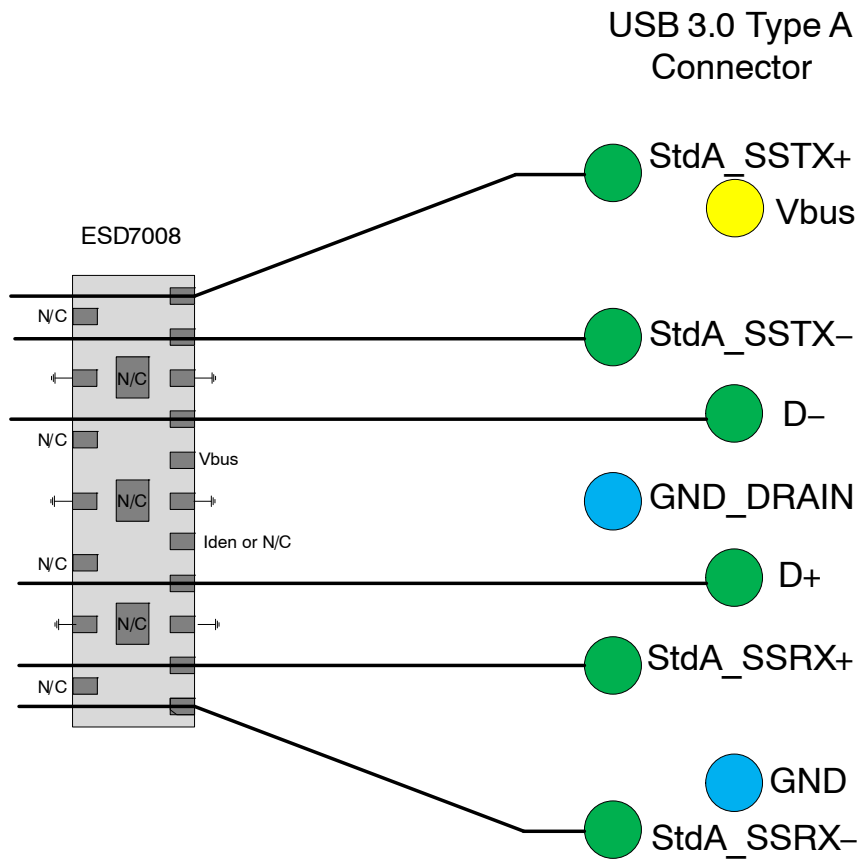 USB 3.0 Type A
Connector
StdA_SSTX+
Vbus
ESD7008
N/C
StdA_SSTX−
N/C
D−
N/C
Vbus
GND_DRAIN
N/C
Iden or N/C
N/C
D+
N/C
StdA_SSRX+
N/C
GND
StdA_SSRX−